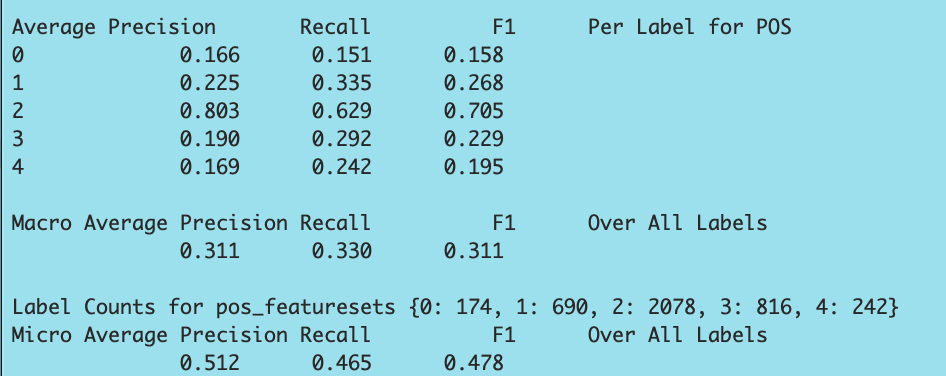 Average Precision Recall F1 Per Label for POS
0 0.166 0.151 0.158
1 0.225 0.335 0.268
2 0.803 0.629 0.705
3 0.190 0.292 0.229
4 0.169 0.242 0.195
Macro Average Precision Recall F1 Over All Labels
0.311 0.330 0.311
Label Counts for pos_featuresets {0: 174, 1: 690, 2: 2078, 3: 816, 4: 242}
Micro Average Precision Recall F1 Over All Labels
0.512 0.465 0.478